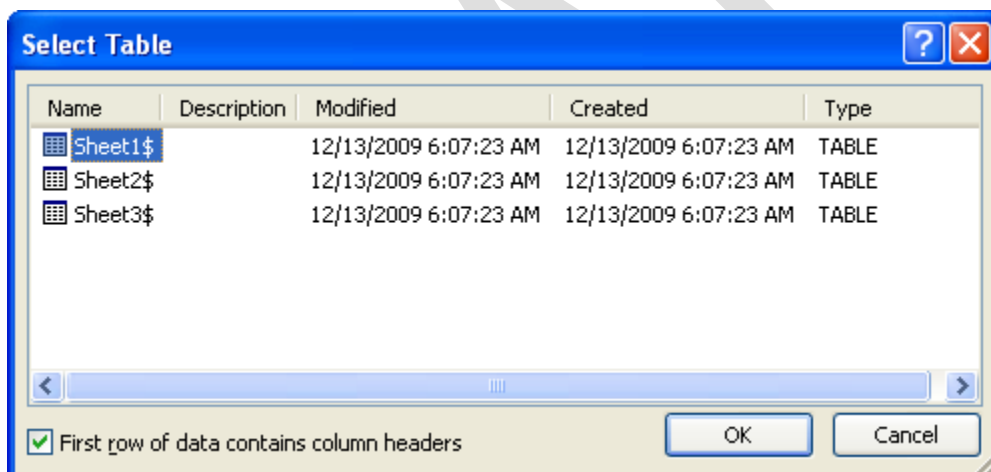 Select Table
Name Description Modified Created Type
Sheet1$ 12/13/2009 6:07:23 AM 12/13/2009 6:07:23 AM TABLE
Sheet2$ 12/13/2009 6:07:23 AM 12/13/2009 6:07:23 AM TABLE
Sheet3$ 12/13/2009 6:07:23 AM 12/13/2009 6:07:23 AM TABLE
First row of data contains column headers OK Cancel